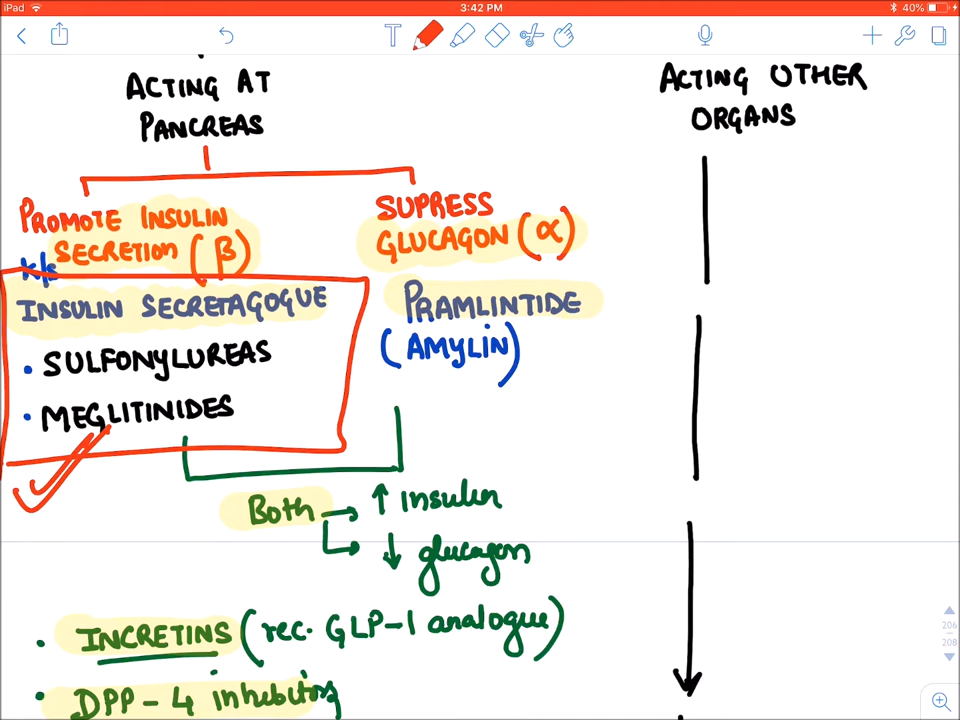 iPad 3:42 PM 40%
T
ACTING AT
PANCREAS
ACTING OTHER
ORGANS
PROMOTE INSULIN
SECRETION (β)
k/s
INSULIN SECRETAGOGUE
• SULFONYLUREAS
• MEGLITINIDES
SUPRESS
GLUCAGON (α)
PRAMLINTIDE
(AMYLIN)
Both → ↑ insulin
→ ↓ glucagon
• INCRETINS (rec. GLP-1 analogue)
• DPP-4 inhibitors
206
208